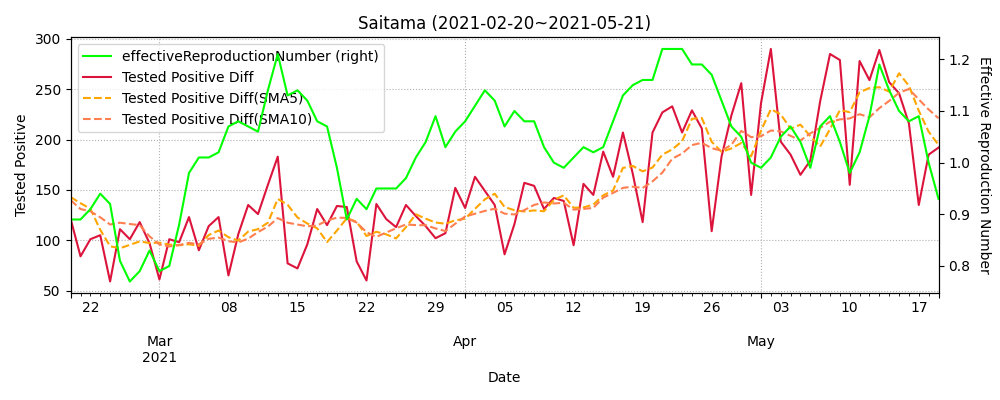 Saitama (2021-02-20~2021-05-21)
effectiveReproductionNumber (right)
Tested Positive Diff
Tested Positive Diff(SMA5)
Tested Positive Diff(SMA10)
Tested Positive
300
250
200
150
100
50
Effective Reproduction Number
1.2
1.1
1.0
0.9
0.8
22 08 15 22 29 05 12 19 26 03 10 17
Mar Apr May
2021
Date